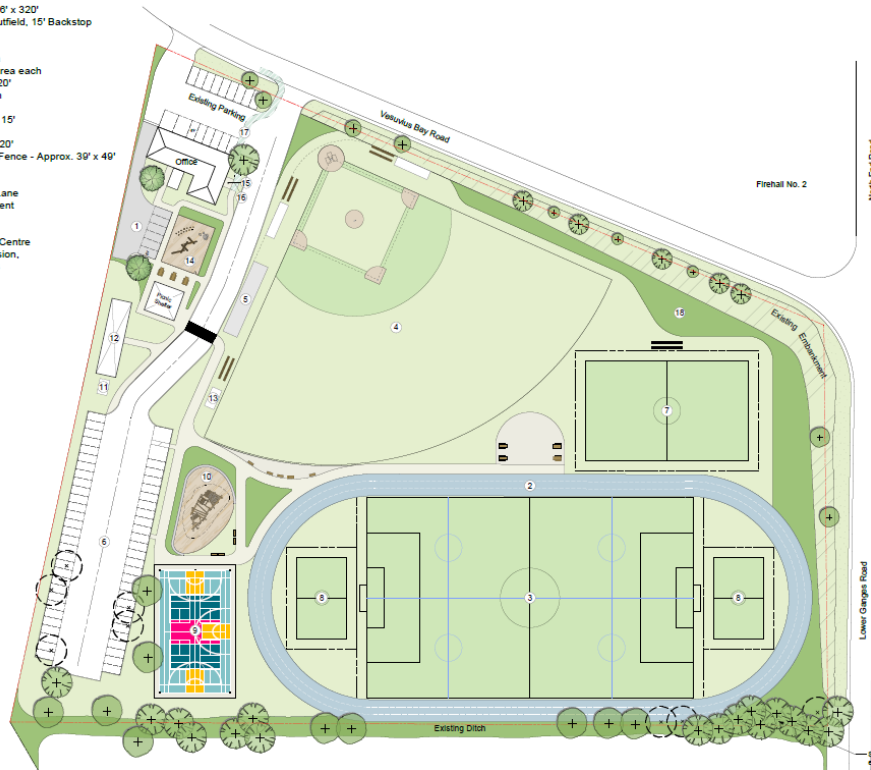 6' x 320'
utfield, 15' Backstop
rea each
20'
15'
20'
Fence - Approx. 39' x 49'
ane
ent
Centre
sion,
Existing Parking
17
Vesuvius Bay Road
Office
15
16
Firehall No. 2
1
14
Picnic
Shelter
5
4
18
Existing Embankment
12
11
13
7
10
2
6
8
3
8
9
Lower Ganges Road
Existing Ditch